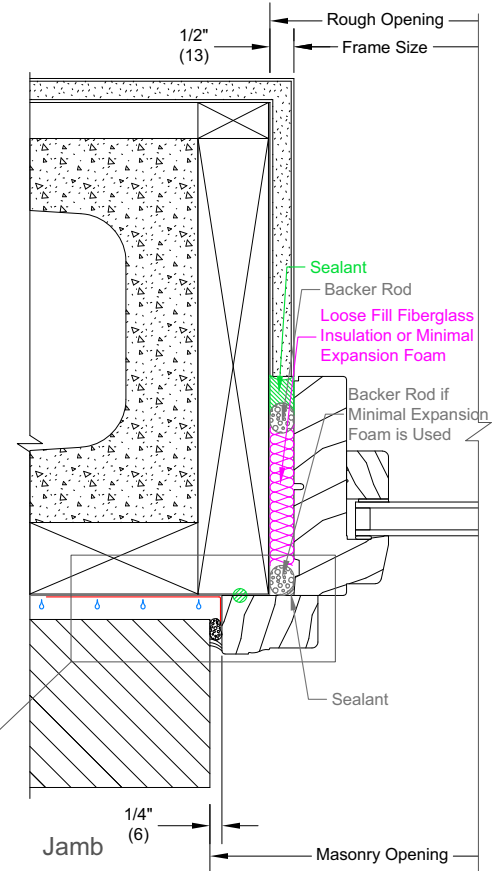 Rough Opening
1/2"
(13)
Frame Size
Sealant
Backer Rod
Loose Fill Fiberglass
Insulation or Minimal
Expansion Foam
Backer Rod if
Minimal Expansion
Foam is Used
Sealant
1/4"
(6)
Jamb
Masonry Opening